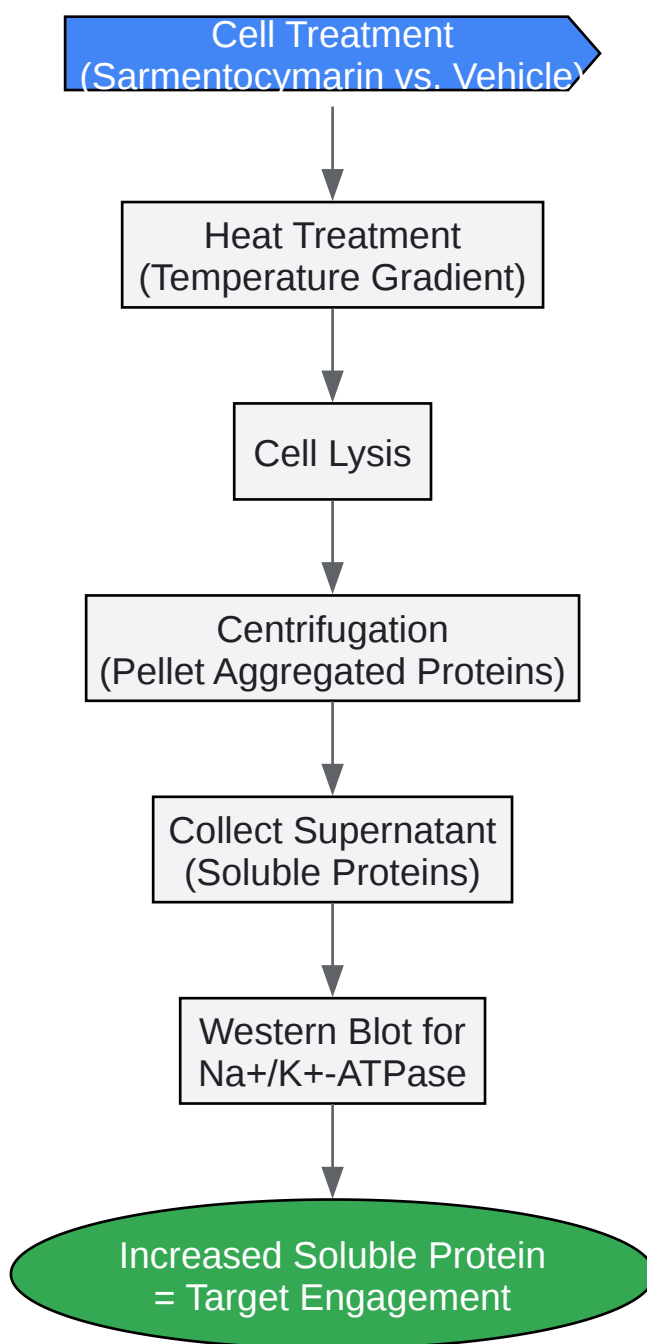 Cell Treatment
(Sarmentocymarin vs. Vehicle)
Heat Treatment
(Temperature Gradient)
Cell Lysis
Centrifugation
(Pellet Aggregated Proteins)
Collect Supernatant
(Soluble Proteins)
Western Blot for
Na+/K+-ATPase
Increased Soluble Protein
= Target Engagement